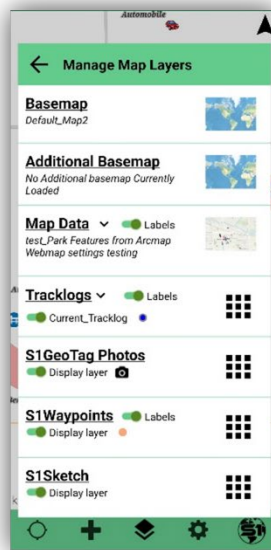 Automobile
Manage Map Layers
Basemap
Default_Map2
Additional Basemap
No Additional basemap Currently
Loaded
Map Data Labels
test_Park Features from Arcmap
Webmap settings testing
Tracklogs Labels
Current_Tracklog
S1GeoTag Photos
Display layer
S1Waypoints Labels
Display layer
S1Sketch
Display layer
S1